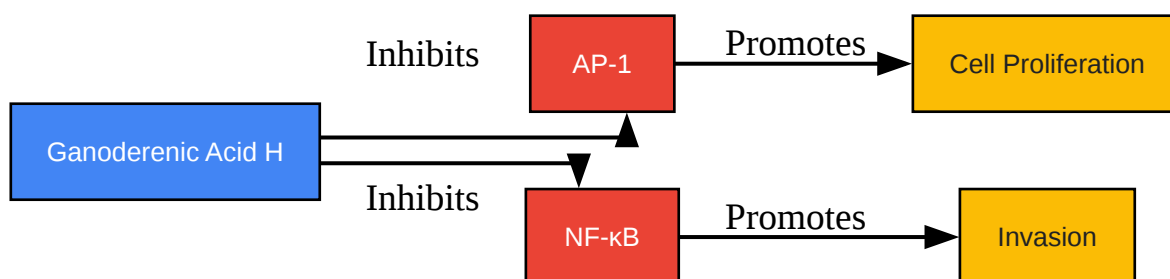 Inhibits
AP-1
Promotes
Cell Proliferation
Ganoderenic Acid H
Inhibits
NF-κB
Promotes
Invasion